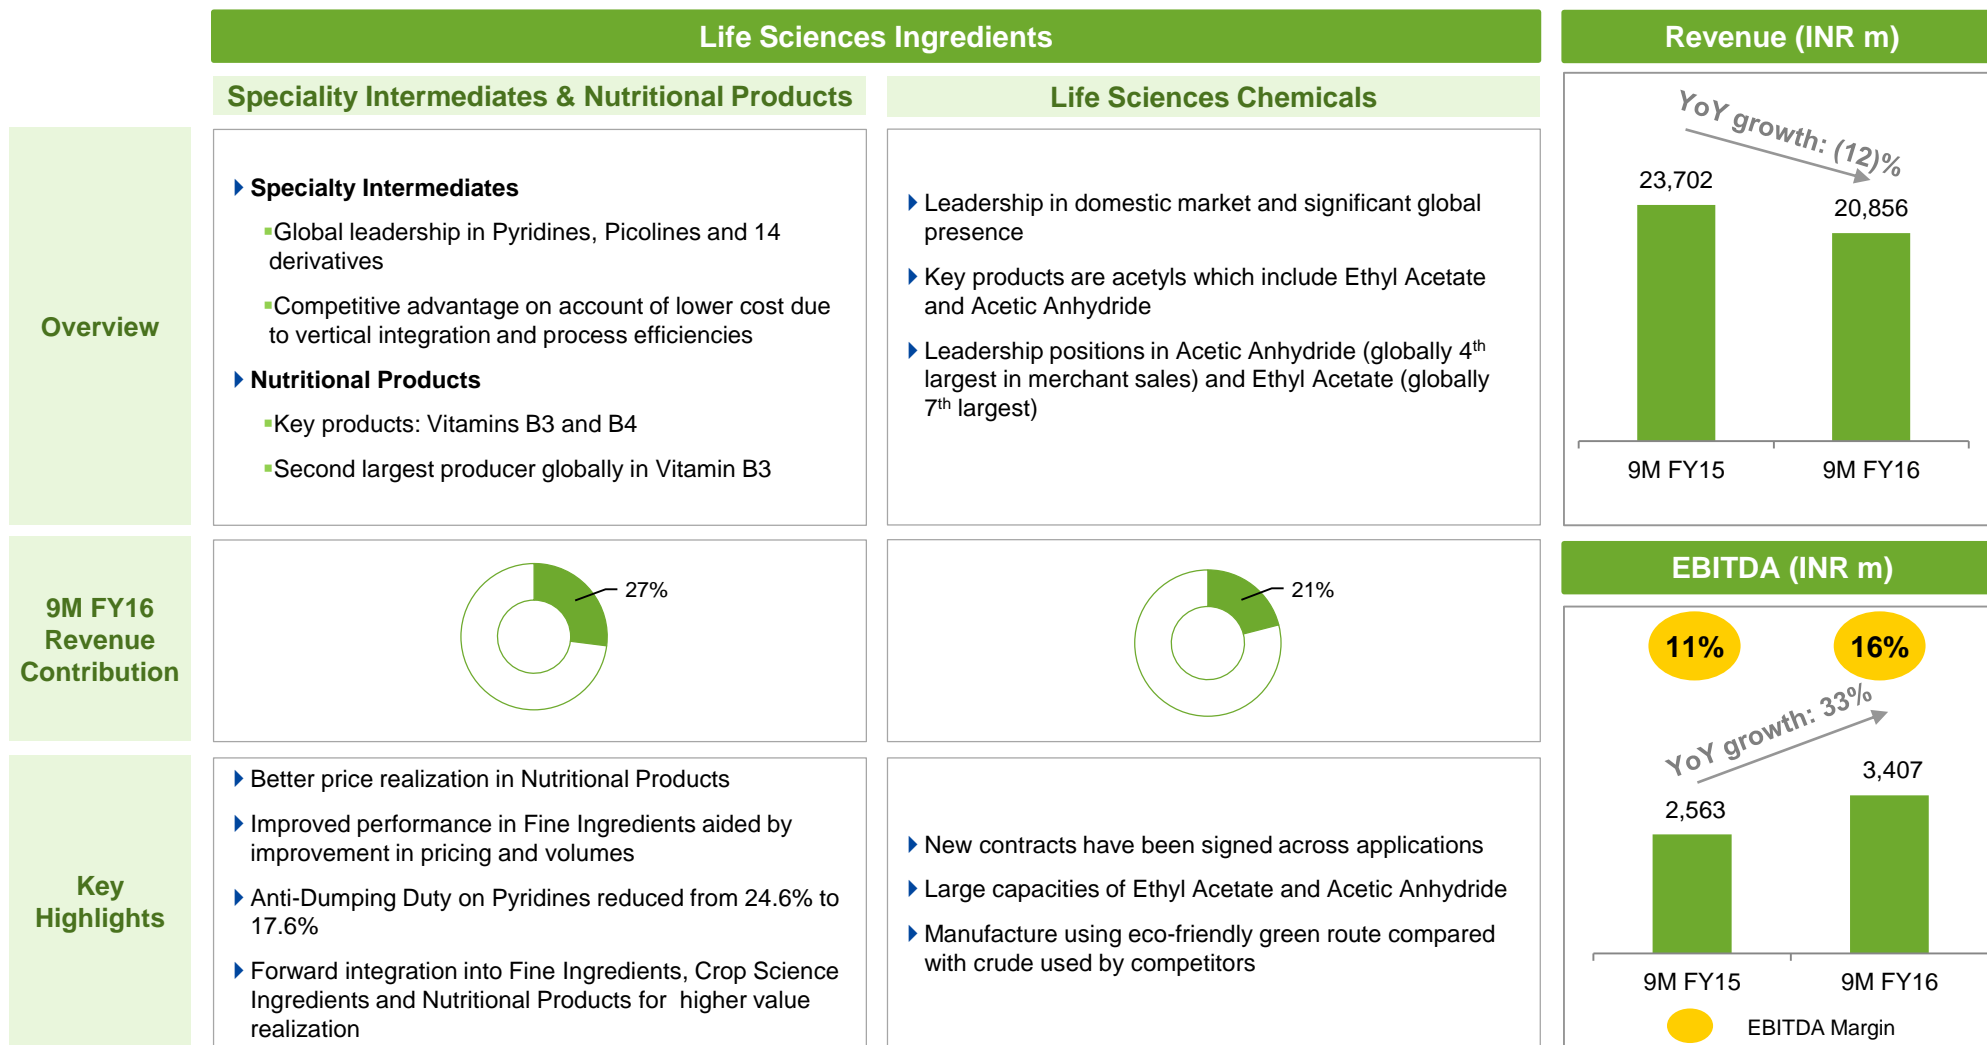 Life Sciences Ingredients
Revenue (INR m)
Speciality Intermediates & Nutritional Products
Life Sciences Chemicals
Overview
Specialty Intermediates
Global leadership in Pyridines, Picolines and 14
derivatives
Competitive advantage on account of lower cost due
to vertical integration and process efficiencies
Nutritional Products
Key products: Vitamins B3 and B4
Second largest producer globally in Vitamin B3
Leadership in domestic market and significant global
presence
Key products are acetyls which include Ethyl Acetate
and Acetic Anhydride
Leadership positions in Acetic Anhydride (globally 4th
largest in merchant sales) and Ethyl Acetate (globally
7th largest)
YoY growth: (12)%
23,702
20,856
9M FY15
9M FY16
9M FY16
Revenue
Contribution
27%
21%
EBITDA (INR m)
11%
16%
YoY growth: 33%
2,563
3,407
9M FY15
9M FY16
EBITDA Margin
Key
Highlights
Better price realization in Nutritional Products
Improved performance in Fine Ingredients aided by
improvement in pricing and volumes
Anti-Dumping Duty on Pyridines reduced from 24.6% to
17.6%
Forward integration into Fine Ingredients, Crop Science
Ingredients and Nutritional Products for  higher value
realization
New contracts have been signed across applications
Large capacities of Ethyl Acetate and Acetic Anhydride
Manufacture using eco-friendly green route compared
with crude used by competitors